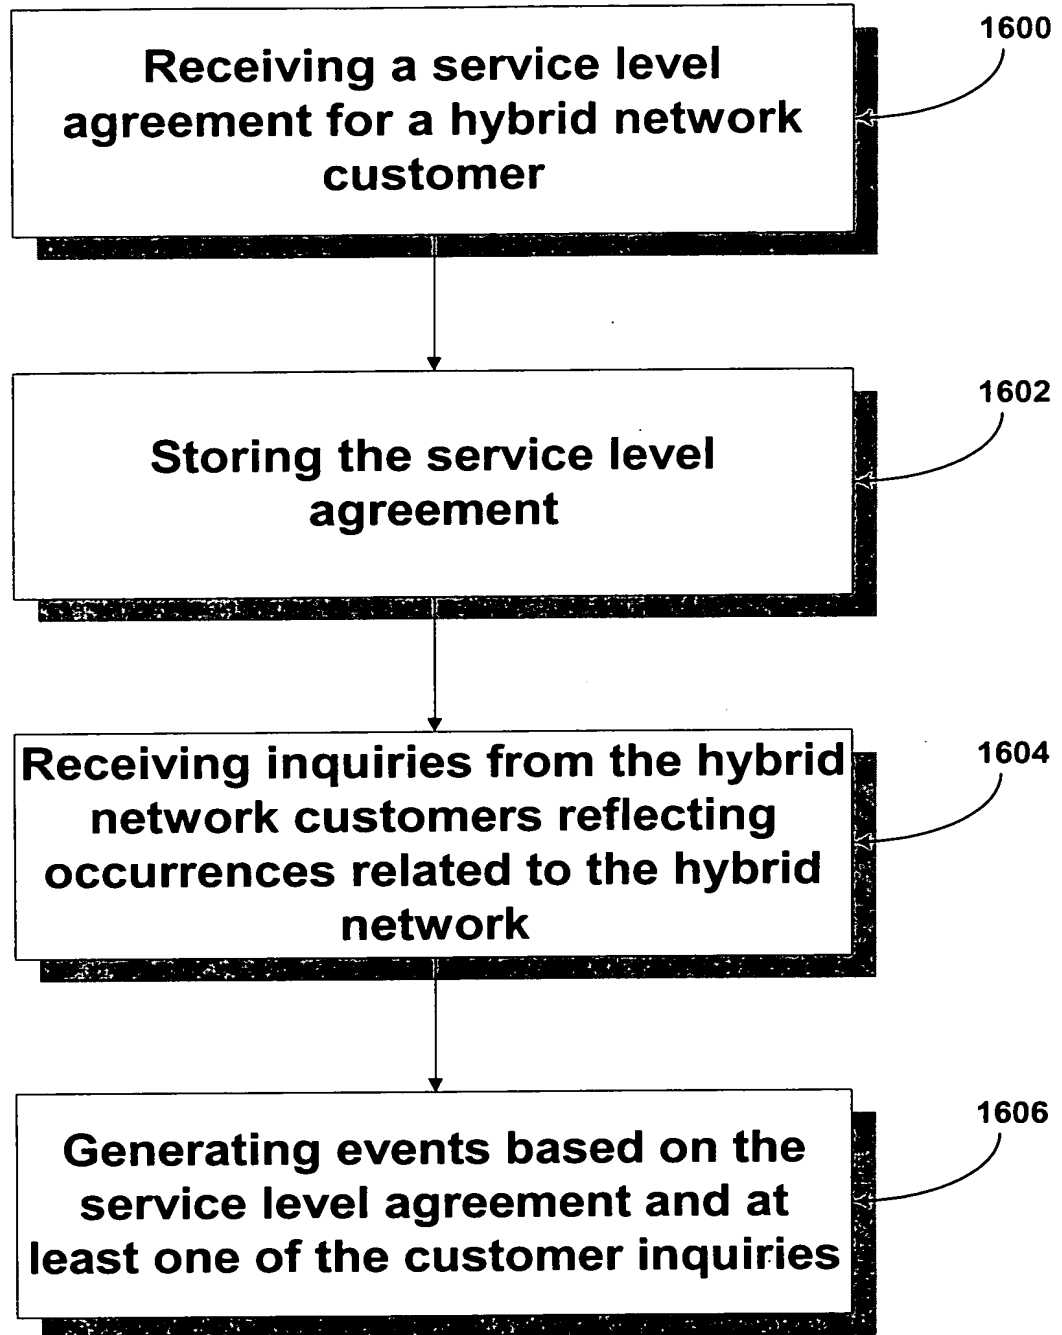 1600
Receiving a service level
agreement for a hybrid network
customer
1602
Storing the service level
agreement
1604
Receiving inquiries from the hybrid
network customers reflecting
occurrences related to the hybrid
network
1606
Generating events based on the
service level agreement and at
least one of the customer inquiries